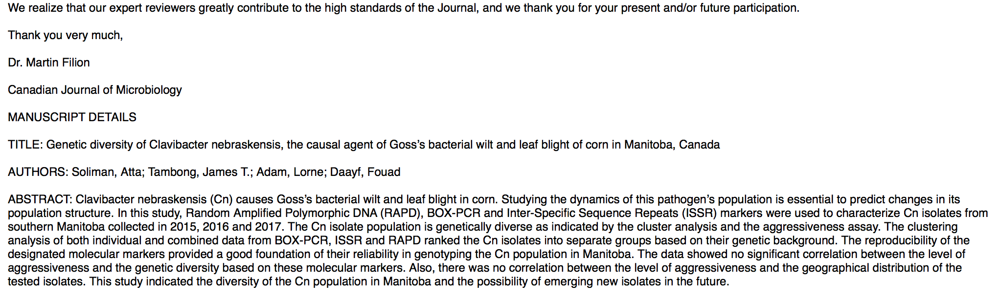 We realize that our expert reviewers greatly contribute to the high standards of the Journal, and we thank you for your present and/or future participation.
Thank you very much,
Dr. Martin Filion
Canadian Journal of Microbiology
MANUSCRIPT DETAILS
TITLE: Genetic diversity of Clavibacter nebraskensis, the causal agent of Goss’s bacterial wilt and leaf blight of corn in Manitoba, Canada
AUTHORS: Soliman, Atta; Tambong, James T.; Adam, Lorne; Daayf, Fouad
ABSTRACT: Clavibacter nebraskensis (Cn) causes Goss’s bacterial wilt and leaf blight in corn. Studying the dynamics of this pathogen’s population is essential to predict changes in its
population structure. In this study, Random Amplified Polymorphic DNA (RAPD), BOX-PCR and Inter-Specific Sequence Repeats (ISSR) markers were used to characterize Cn isolates from
southern Manitoba collected in 2015, 2016 and 2017. The Cn isolate population is genetically diverse as indicated by the cluster analysis and the aggressiveness assay. The clustering
analysis of both individual and combined data from BOX-PCR, ISSR and RAPD ranked the Cn isolates into separate groups based on their genetic background. The reproducibility of the
designated molecular markers provided a good foundation of their reliability in genotyping the Cn population in Manitoba. The data showed no significant correlation between the level of
aggressiveness and the genetic diversity based on these molecular markers. Also, there was no correlation between the level of aggressiveness and the geographical distribution of the
tested isolates. This study indicated the diversity of the Cn population in Manitoba and the possibility of emerging new isolates in the future.